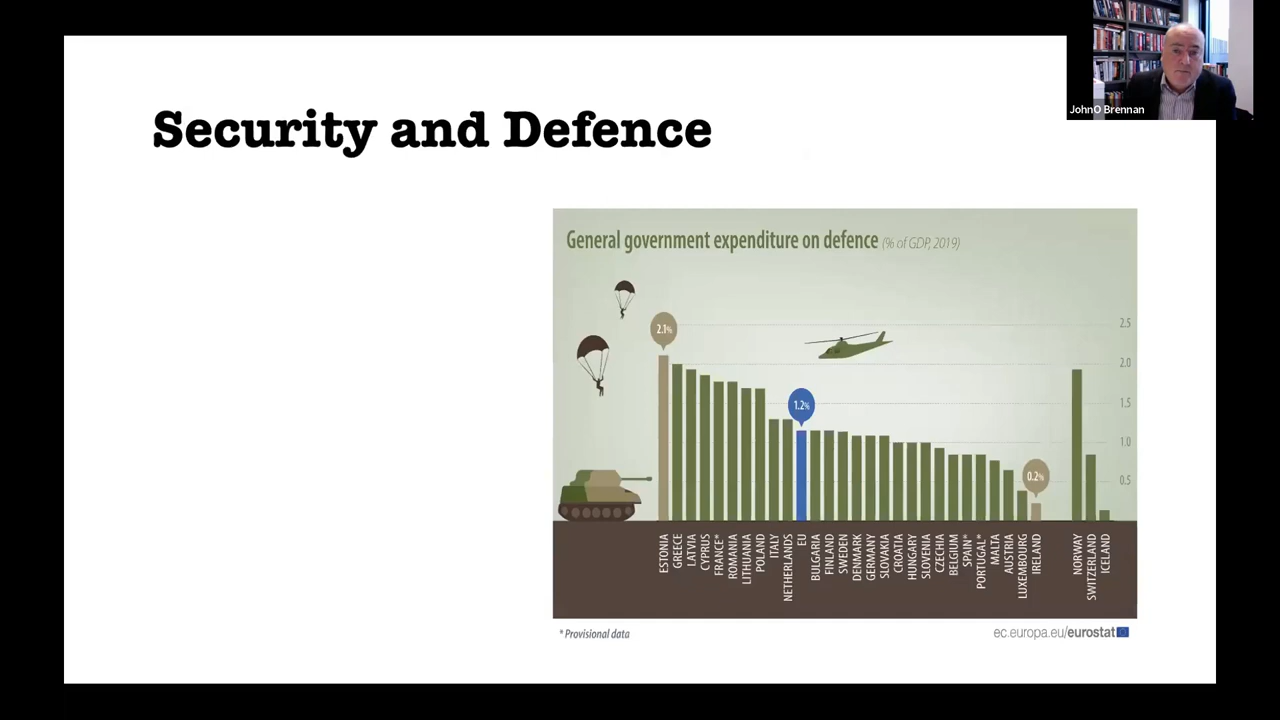 JohnO Brennan
Security and Defence
General government expenditure on defence (% of GDP, 2019)
2.1%
1.2%
0.2%
2.5
2.0
1.5
1.0
0.5
ESTONIA
GREECE
LATVIA
CYPRUS
FRANCE*
ROMANIA
LITHUANIA
POLAND
ITALY
NETHERLANDS
EU
BULGARIA
FINLAND
SWEDEN
DENMARK
GERMANY
SLOVAKIA
CROATIA
HUNGARY
SLOVENIA
CZECHIA
BELGIUM
SPAIN*
PORTUGAL*
MALTA
AUSTRIA
LUXEMBOURG
IRELAND
NORWAY
SWITZERLAND
ICELAND
* Provisional data
ec.europa.eu/eurostat